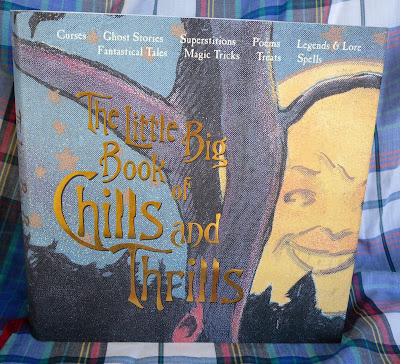 Curses Ghost Stories Superstitions Poems Legends & Lore
Fantastical Tales Magic Tricks Treats Spells
The Little Big
Book of
Chills and
Thrills